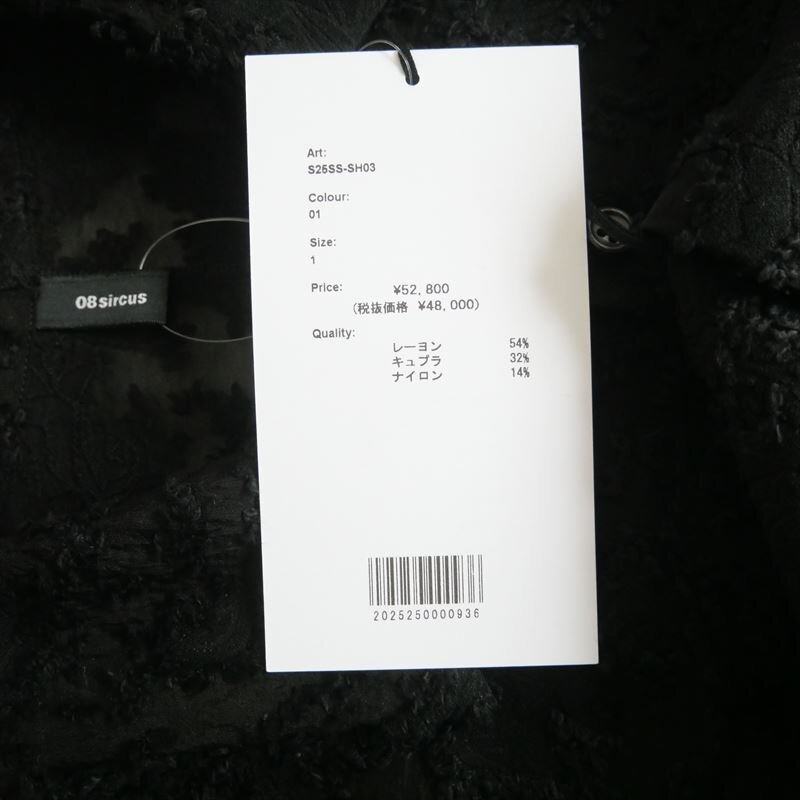 08sircus
Art:
S25SS-SH03
Colour:
01
Size:
1
Price: ¥52,800
(税抜価格 ¥48,000)
Quality:
レーヨン 54%
キュプラ 32%
ナイロン 14%
2025250000936